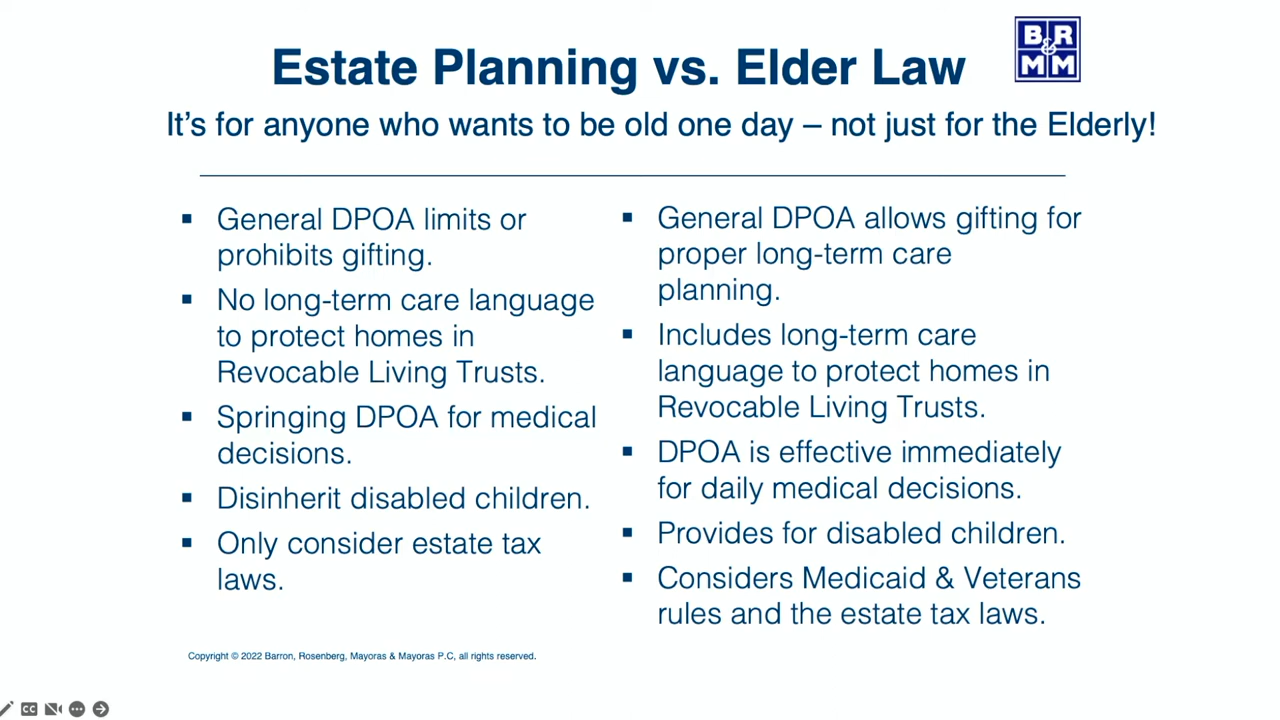 Estate Planning vs. Elder Law
B&R
MM
It's for anyone who wants to be old one day – not just for the Elderly!
▪ General DPOA limits or
prohibits gifting.
▪ No long-term care language
to protect homes in
Revocable Living Trusts.
▪ Springing DPOA for medical
decisions.
▪ Disinherit disabled children.
▪ Only consider estate tax
laws.
▪ General DPOA allows gifting for
proper long-term care
planning.
▪ Includes long-term care
language to protect homes in
Revocable Living Trusts.
▪ DPOA is effective immediately
for daily medical decisions.
▪ Provides for disabled children.
▪ Considers Medicaid & Veterans
rules and the estate tax laws.
Copyright © 2022 Barron, Rosenberg, Mayoras & Mayoras P.C, all rights reserved.
CC